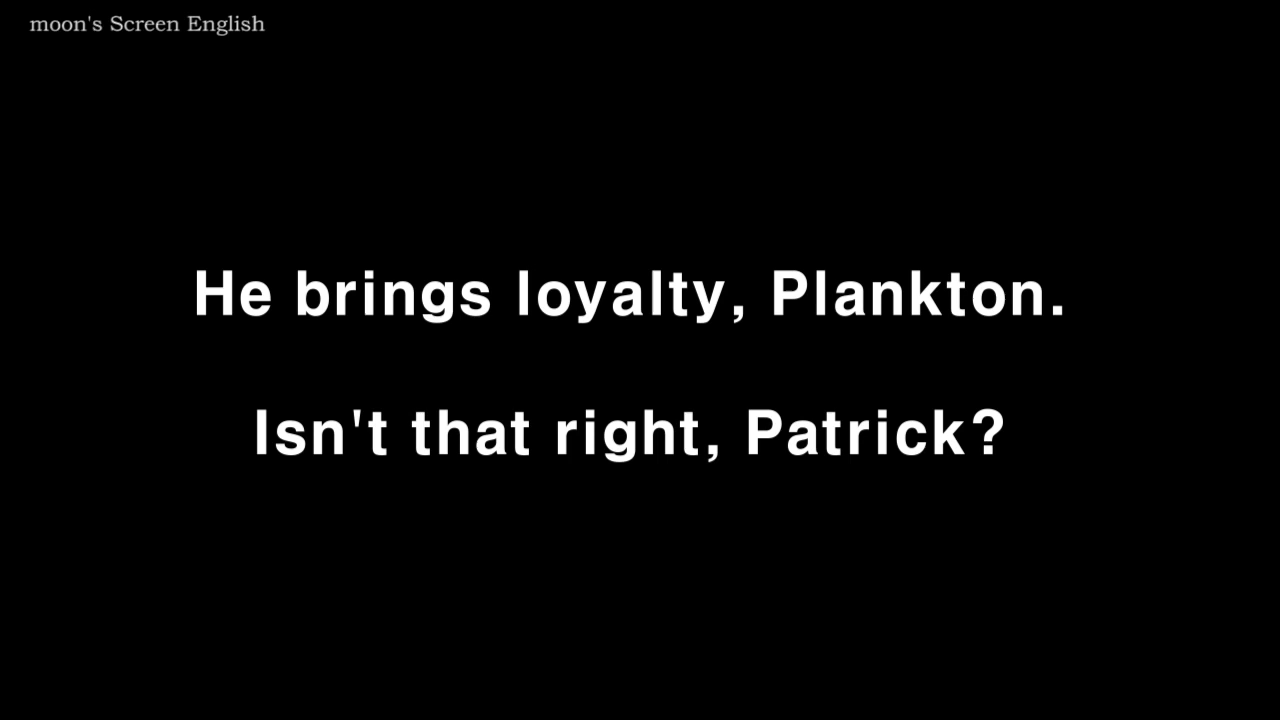 moon's Screen English
He brings loyalty, Plankton.
Isn't that right, Patrick?